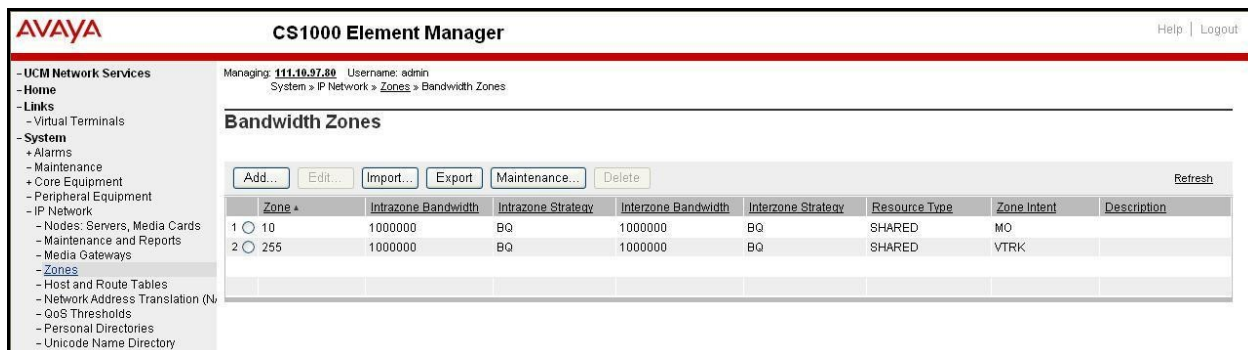 AVAYA
CS1000 Element Manager
Help | Logout
- UCM Network Services
- Home
- Links
- Virtual Terminals
- System
+ Alarms
- Maintenance
+ Core Equipment
- Peripheral Equipment
- IP Network
- Nodes: Servers, Media Cards
- Maintenance and Reports
- Media Gateways
- Zones
- Host and Route Tables
- Network Address Translation (N
- QoS Thresholds
- Personal Directories
- Unicode Name Directory
Managing: 111.10.97.80 Username: admin
System » IP Network » Zones » Bandwidth Zones
Bandwidth Zones
Add... Edit... Import... Export Maintenance... Delete Refresh
Zone Intrazone Bandwidth Intrazone Strategy Interzone Bandwidth Interzone Strategy Resource Type Zone Intent Description
1 10 1000000 BQ 1000000 BQ SHARED MO
2 255 1000000 BQ 1000000 BQ SHARED VTRK